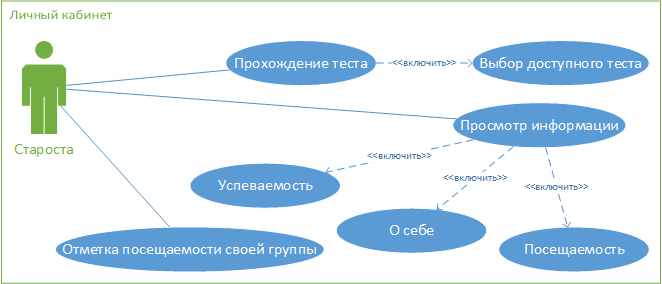 Личный кабинет
Прохождение теста
<<включить>>
Выбор доступного теста
Просмотр информации
Староста
<<включить>>
<<включить>>
<<включить>>
Успеваемость
О себе
Отметка посещаемости своей группы
Посещаемость